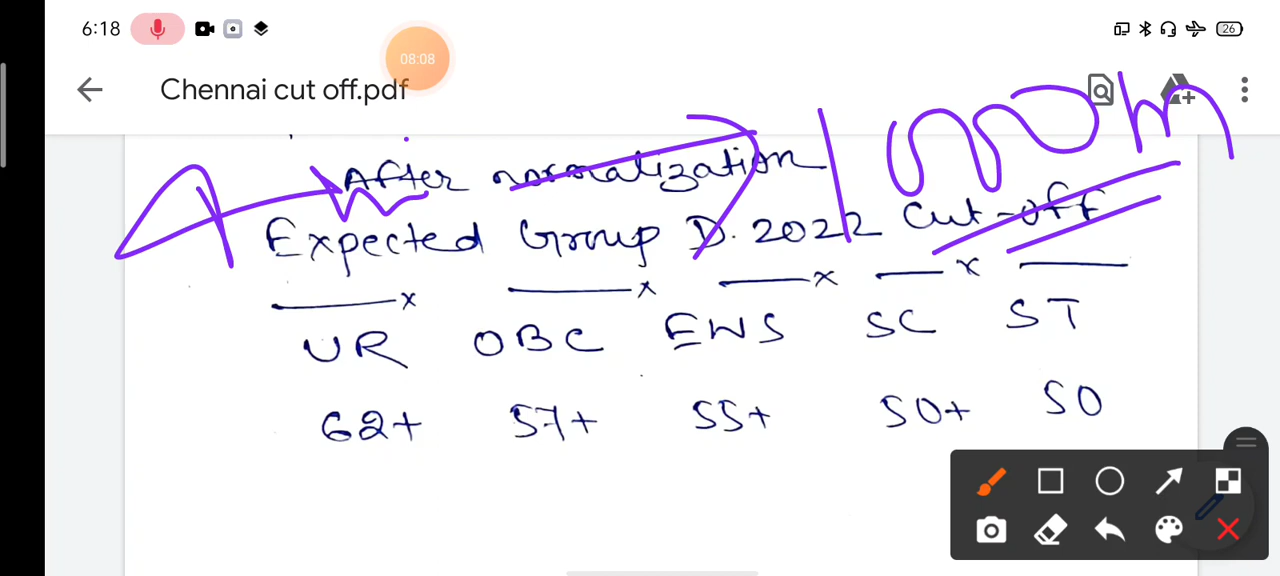 6:18
08:08
26
Chennai cut off.pdf
After normalization
Expected Group D. 2022 Cut-off
UR OBC EWS SC ST
62+ 57+ 55+ 50+ 50